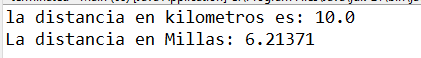 la distancia en kilometros es: 10.0
La distancia en Millas: 6.21371